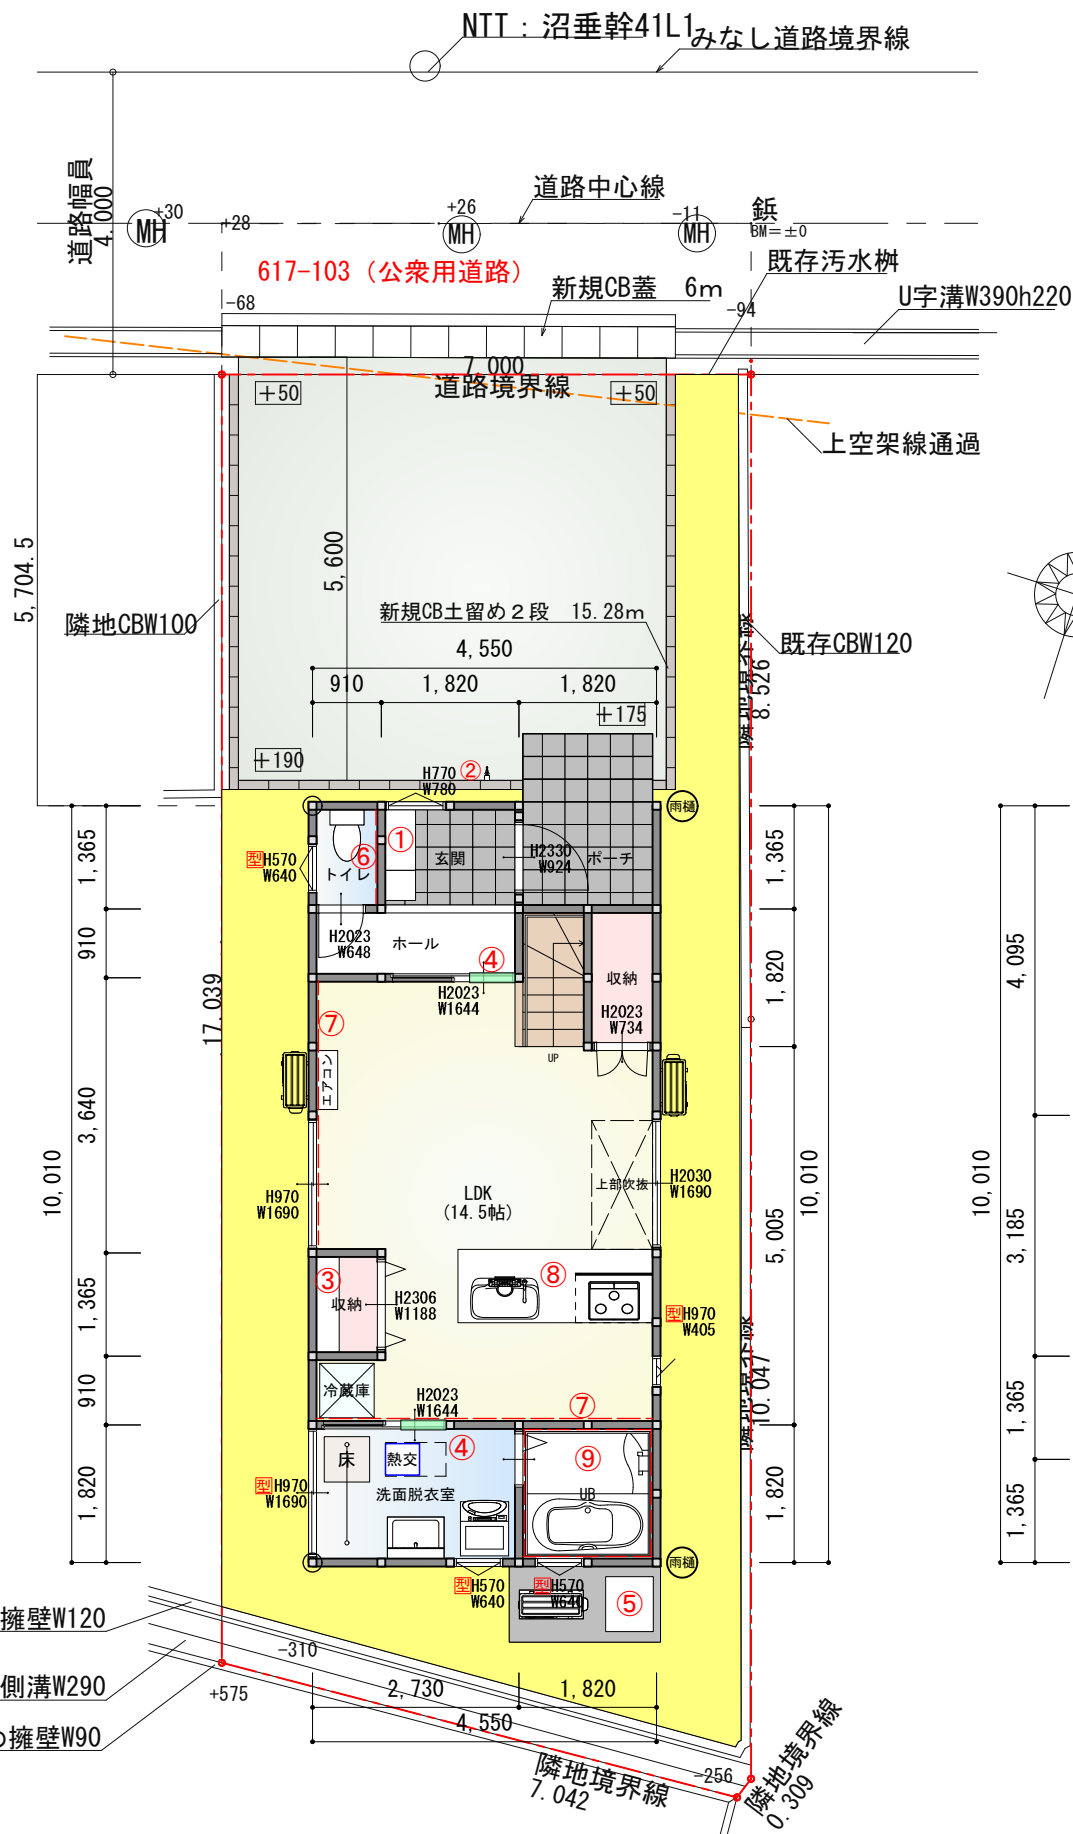 NTT：沼垂幹41L1
みなし道路境界線
道路幅員
4.000
道路中心線
+30
+28
+26
-11
鋲
BM=±0
MH
MH
MH
617-103（公衆用道路）
既存汚水桝
新規CB蓋　6m
U字溝W390h220
-68
-94
7.000
道路境界線
+50
+50
上空架線通過
5,704.5
5,600
隣地CBW100
新規CB土留め２段　15.28m
既存CBW120
隣地境界線
8.526
4,550
910
1,820
1,820
+175
+190
H770
W780
②
雨樋
1,365
型H570
W640
⑥
トイレ
①
玄関
H2330
W924
ポーチ
1,365
H2023
W648
ホール
④
910
収納
1,820
4,095
H2023
W1644
H2023
W734
17.039
⑦
UP
エアコン
3,640
10,010
LDK
(14.5帖)
上部吹抜
H970
W1690
H2030
W1690
5,005
10,010
10,010
3,185
③
収納
H2306
W1188
⑧
型H970
W405
1,365
隣地境界線
10.047
冷蔵庫
910
H2023
W1644
⑦
1,365
床
熱交
④
⑨
型H970
W1690
洗面脱衣室
UB
1,820
1,820
1,365
雨樋
型H570
W640
型H570
W640
⑤
擁壁W120
-310
側溝W290
+575
2,730
1,820
4,550
擁壁W90
隣地境界線
7.042
-256
隣地境界線
0.309